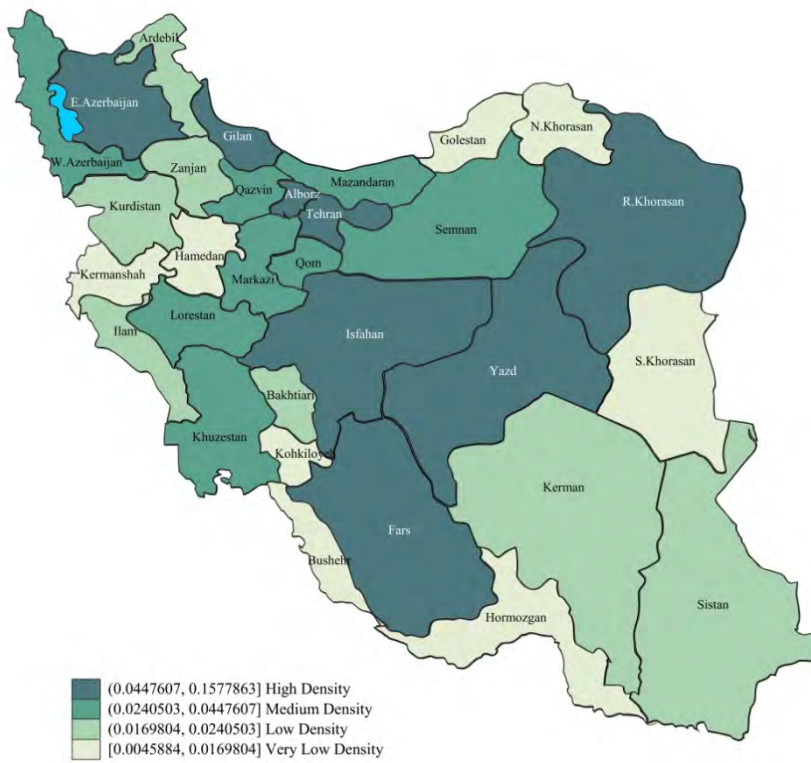 Ardebil
E.Azerbaijan
Gilan
Golestan
N.Khorasan
W.Azerbaijan
Zanjan
Qazvin
Alborz
Mazandaran
Tehran
Kurdistan
R.Khorasan
Semnan
Hamedan
Kermanshah
Markazi
Qom
Lorestan
Ilam
Isfahan
Yazd
S.Khorasan
Bakhtiari
Khuzestan
Kohkiloyeh
Kerman
Fars
Bushehr
Hormozgan
Sistan
(0.0447607, 0.1577863] High Density
(0.0240503, 0.0447607] Medium Density
(0.0169804, 0.0240503] Low Density
[0.0045884, 0.0169804] Very Low Density